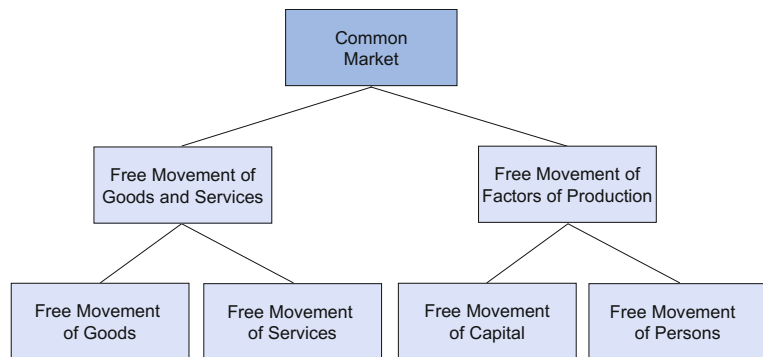 Common
Market
Free Movement of
Goods and Services
Free Movement of
Factors of Production
Free Movement
of Goods
Free Movement
of Services
Free Movement
of Capital
Free Movement
of Persons